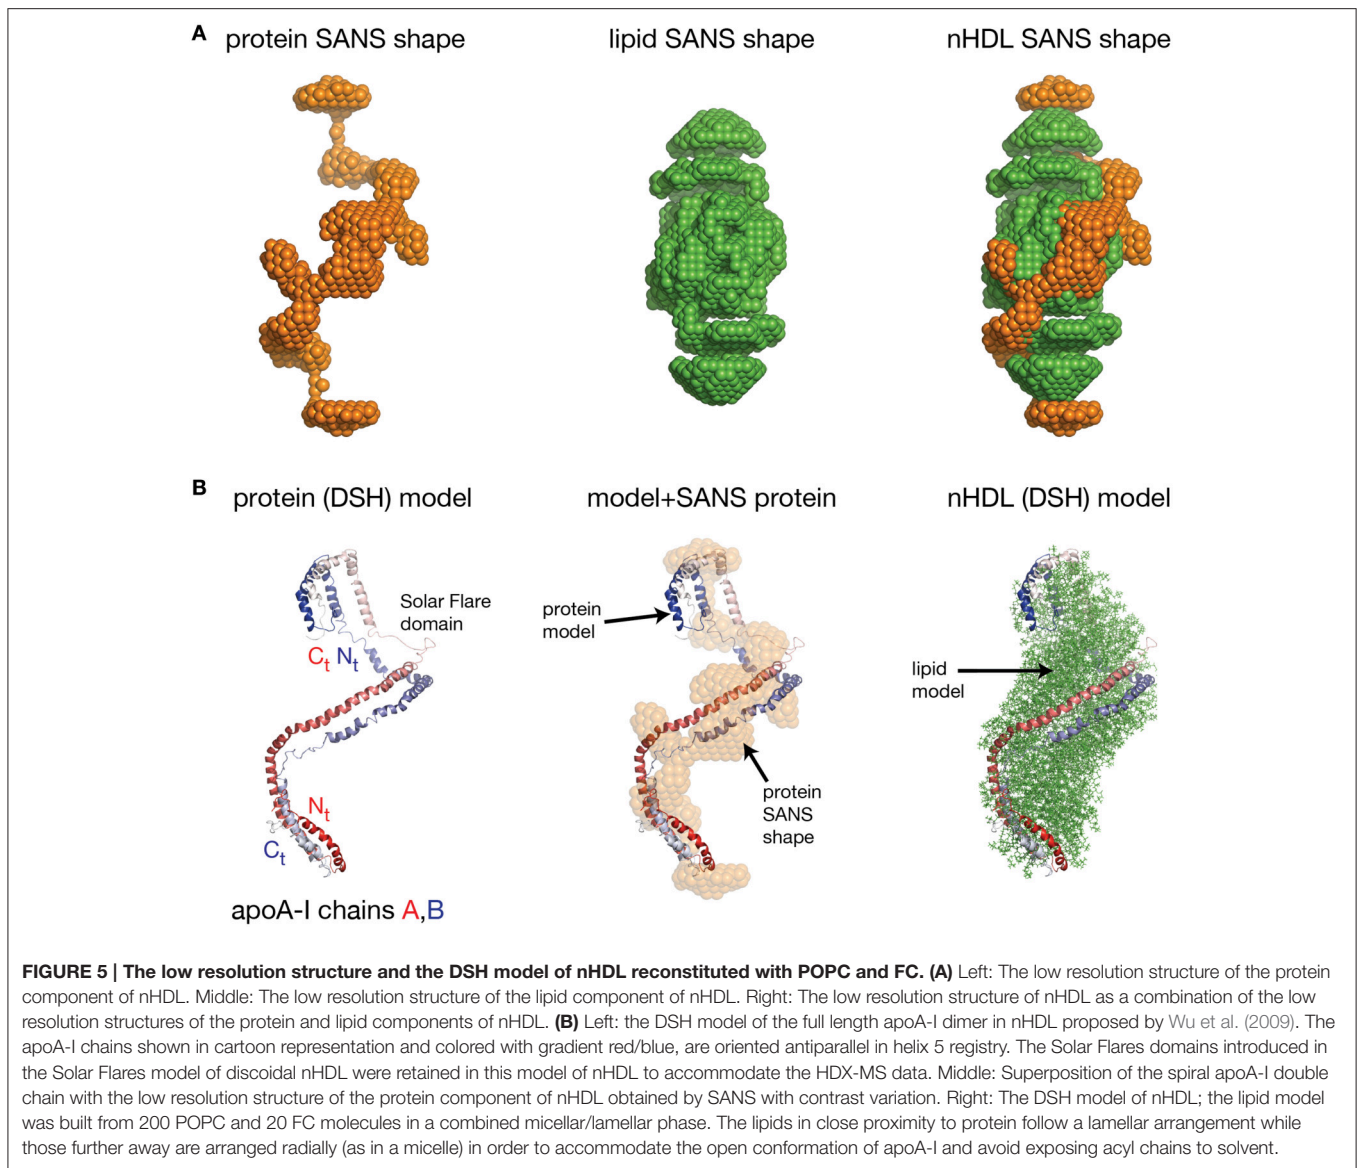 A protein SANS shape lipid SANS shape nHDL SANS shape
B protein (DSH) model model+SANS protein nHDL (DSH) model
Solar Flare
domain
C_t N_t
N_t
C_t
apoA-I chains A,B
protein
model
protein
SANS
shape
lipid
model
FIGURE 5 | The low resolution structure and the DSH model of nHDL reconstituted with POPC and FC. (A) Left: The low resolution structure of the protein
component of nHDL. Middle: The low resolution structure of the lipid component of nHDL. Right: The low resolution structure of nHDL as a combination of the low
resolution structures of the protein and lipid components of nHDL. (B) Left: the DSH model of the full length apoA-I dimer in nHDL proposed by Wu et al. (2009). The
apoA-I chains shown in cartoon representation and colored with gradient red/blue, are oriented antiparallel in helix 5 registry. The Solar Flares domains introduced in
the Solar Flares model of discoidal nHDL were retained in this model of nHDL to accommodate the HDX-MS data. Middle: Superposition of the spiral apoA-I double
chain with the low resolution structure of the protein component of nHDL obtained by SANS with contrast variation. Right: The DSH model of nHDL; the lipid model
was built from 200 POPC and 20 FC molecules in a combined micellar/lamellar phase. The lipids in close proximity to protein follow a lamellar arrangement while
those further away are arranged radially (as in a micelle) in order to accommodate the open conformation of apoA-I and avoid exposing acyl chains to solvent.